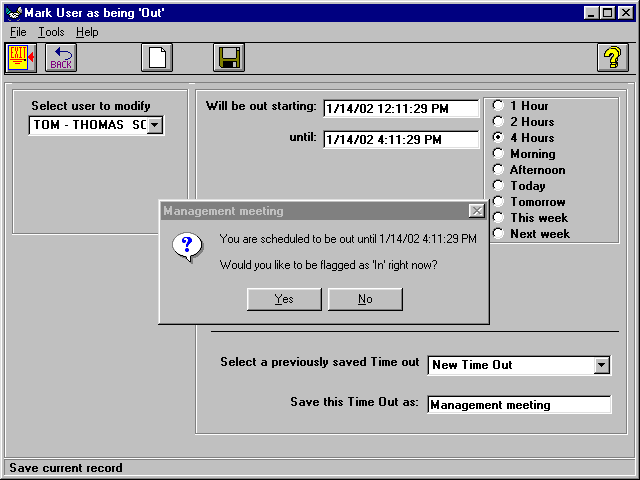 Mark User as being 'Out'
File Tools Help
EXIT BACK
Select user to modify
TOM - THOMAS SC
Will be out starting: 1/14/02 12:11:29 PM
until: 1/14/02 4:11:29 PM
1 Hour
2 Hours
4 Hours
Morning
Afternoon
Today
Tomorrow
This week
Next week
Management meeting
You are scheduled to be out until 1/14/02 4:11:29 PM
Would you like to be flagged as 'In' right now?
Yes No
Select a previously saved Time out New Time Out
Save this Time Out as: Management meeting
Save current record